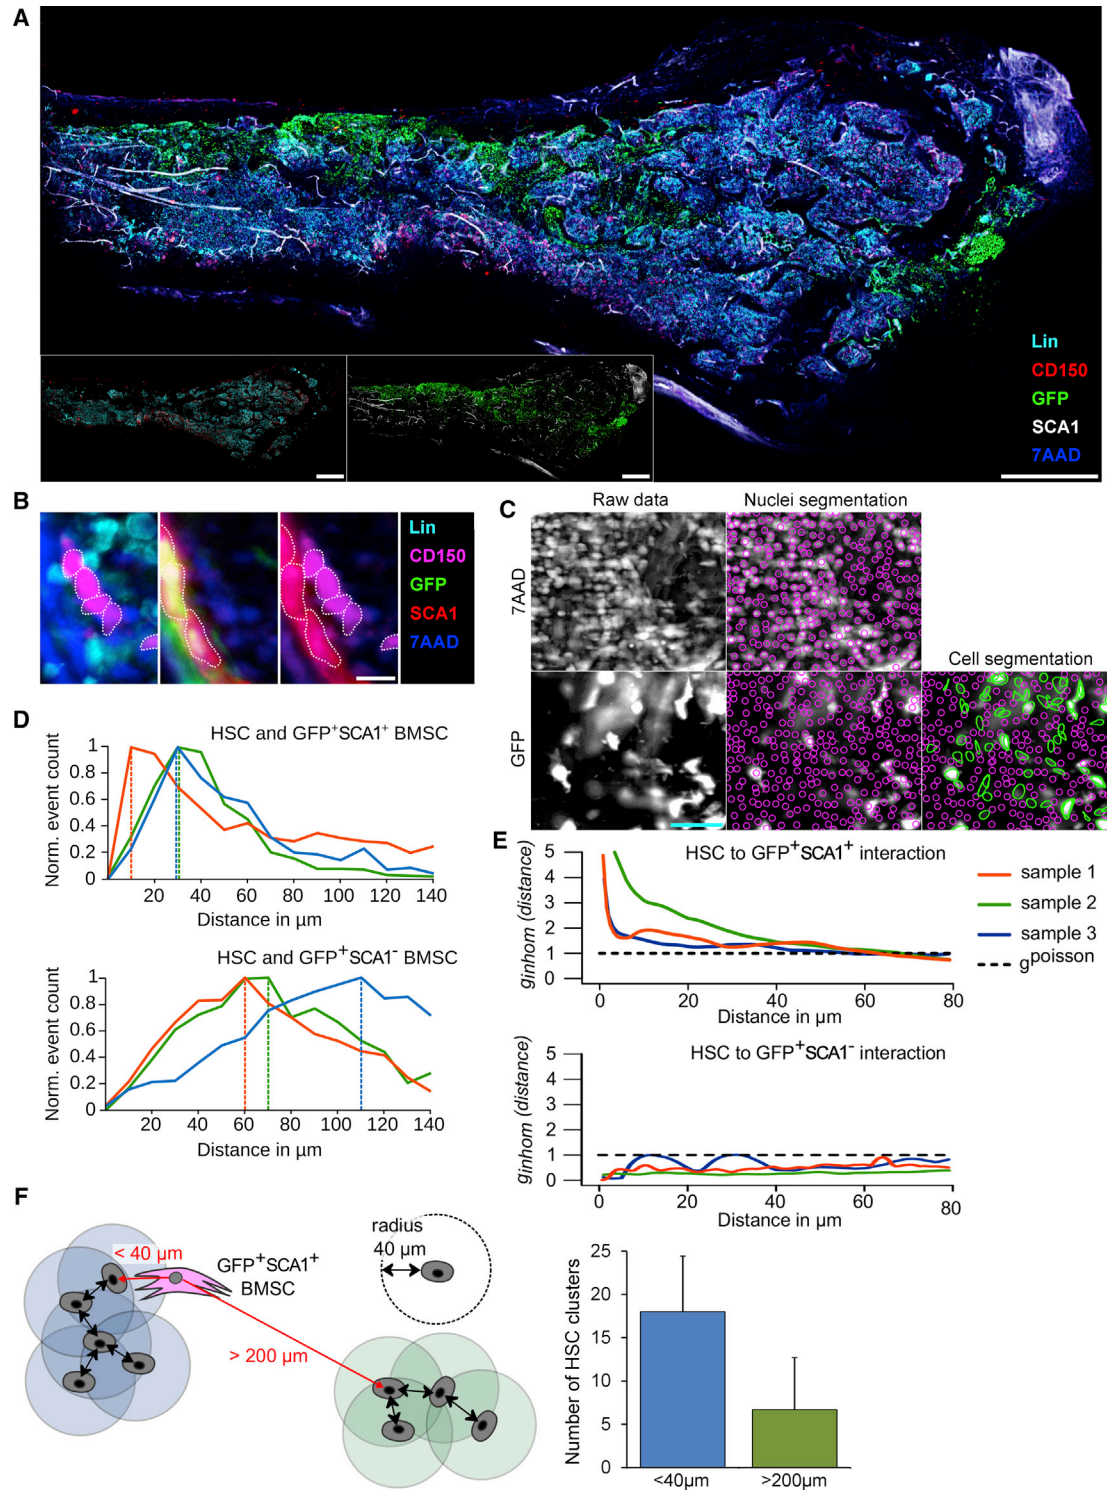 A
Lin
CD150
GFP
SCA1
7AAD
B
Lin
CD150
GFP
SCA1
7AAD
C
Raw data
Nuclei segmentation
Cell segmentation
7AAD
GFP
D
HSC and GFP+SCA1+ BMSC
Norm. event count
1
0.8
0.6
0.4
0.2
0
20 40 60 80 100 120 140
Distance in µm
HSC and GFP+SCA1- BMSC
Norm. event count
1
0.8
0.6
0.4
0.2
0
20 40 60 80 100 120 140
Distance in µm
E
HSC to GFP+SCA1+ interaction
ginhom (distance)
5
4
3
2
1
0
0 20 40 60 80
Distance in µm
sample 1
sample 2
sample 3
gpoisson
HSC to GFP+SCA1- interaction
ginhom (distance)
5
4
3
2
1
0
0 20 40 60 80
Distance in µm
F
< 40 µm
GFP+SCA1+
BMSC
> 200 µm
radius
40 µm
Number of HSC clusters
25
20
15
10
5
0
<40µm >200µm